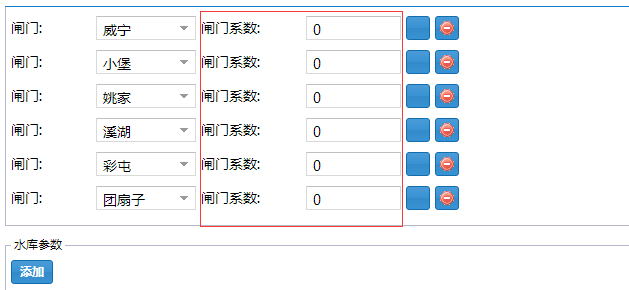 闸门: 威宁 闸门系数: 0
闸门: 小堡 闸门系数: 0
闸门: 姚家 闸门系数: 0
闸门: 溪湖 闸门系数: 0
闸门: 彩屯 闸门系数: 0
闸门: 团扇子 闸门系数: 0
水库参数
添加